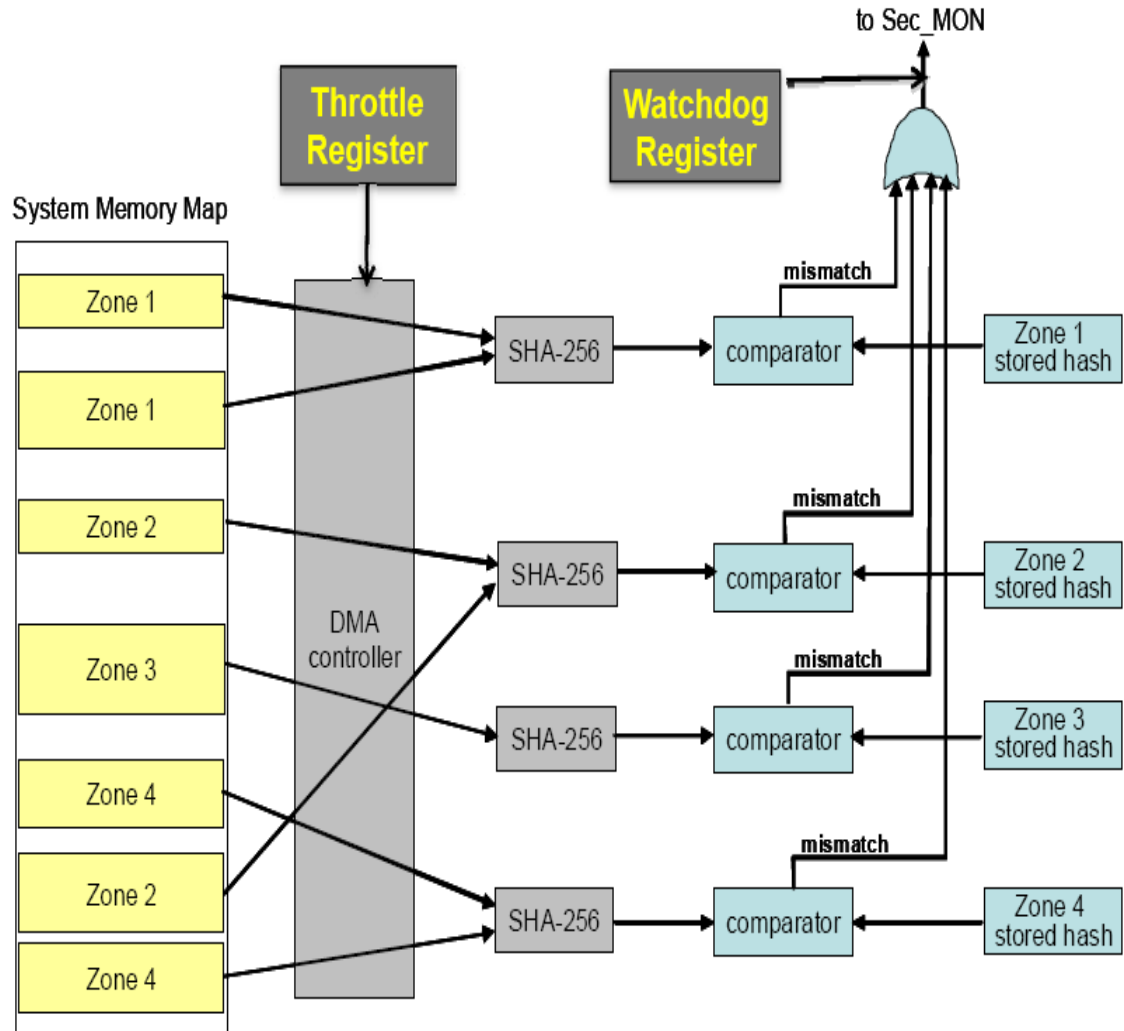 to Sec_MON
Throttle
Register
Watchdog
Register
System Memory Map
Zone 1
Zone 1
Zone 2
Zone 3
Zone 4
Zone 2
Zone 4
DMA
controller
SHA-256
SHA-256
SHA-256
SHA-256
mismatch
comparator
mismatch
comparator
mismatch
comparator
mismatch
comparator
Zone 1
stored hash
Zone 2
stored hash
Zone 3
stored hash
Zone 4
stored hash